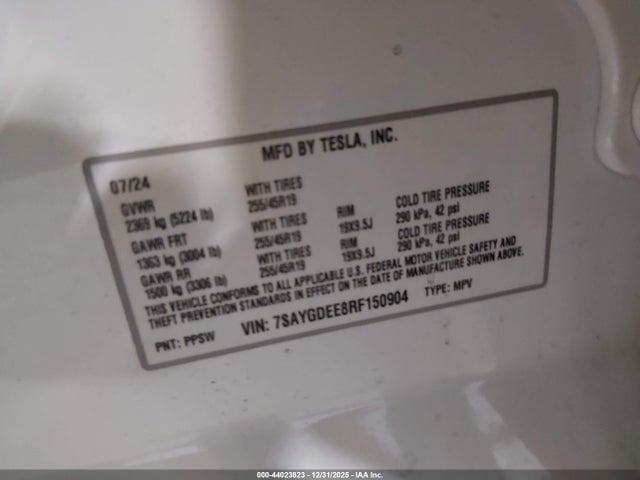 MFD BY TESLA, INC.
07/24
GVWR WITH TIRES
2369 kg (5224 lb) 255/45R19 RIM COLD TIRE PRESSURE
GAWR FRT WITH TIRES 19X9.5J 290 kPa, 42 psi
1363 kg (3004 lb) 255/45R19 RIM COLD TIRE PRESSURE
GAWR RR WITH TIRES 19X9.5J 290 kPa, 42 psi
1500 kg (3306 lb) 255/45R19
THIS VEHICLE CONFORMS TO ALL APPLICABLE U.S. FEDERAL MOTOR VEHICLE SAFETY AND
THEFT PREVENTION STANDARDS IN EFFECT ON THE DATE OF MANUFACTURE SHOWN ABOVE.
PNT: PPSW VIN: 7SAYGDEE8RF150904 TYPE: MPV
000-44023823 - 12/31/2025 - IAA Inc.